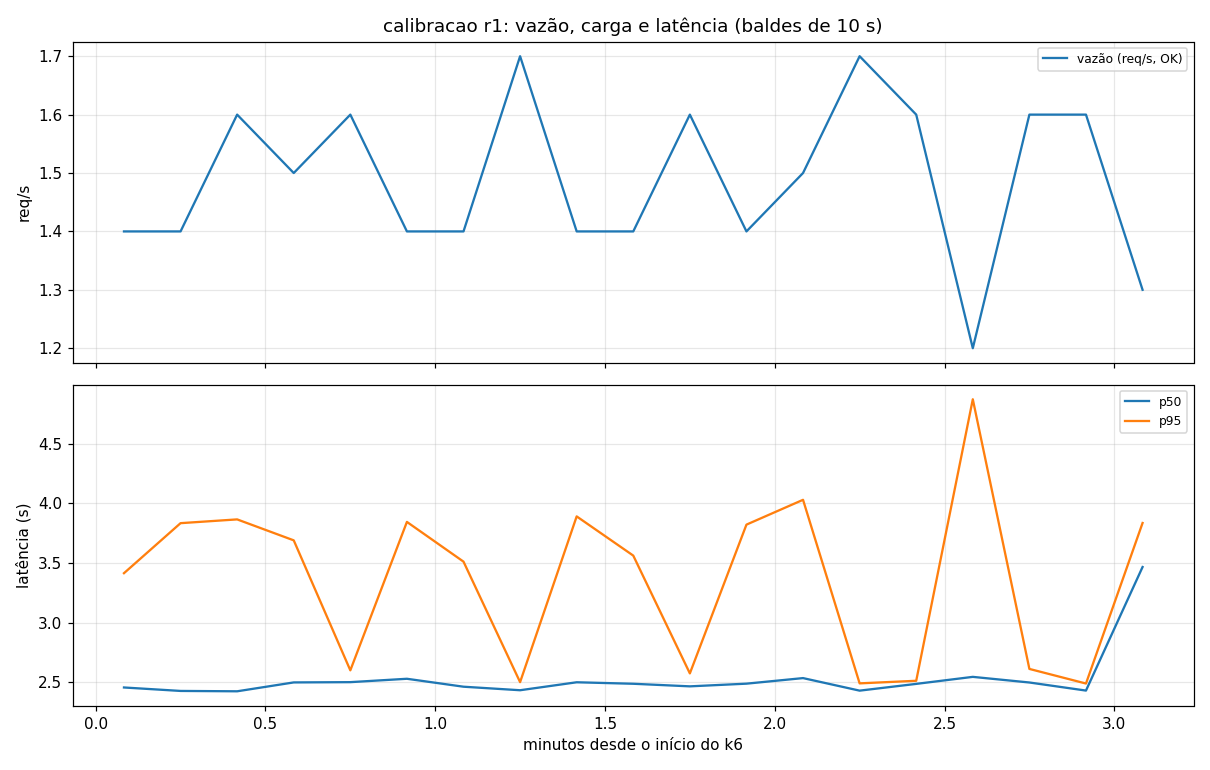 calibracao r1: vazão, carga e latência (baldes de 10 s)
vazão (req/s, OK)
req/s
1.7
1.6
1.5
1.4
1.3
1.2
p50
p95
latência (s)
4.5
4.0
3.5
3.0
2.5
0.0 0.5 1.0 1.5 2.0 2.5 3.0
minutos desde o início do k6